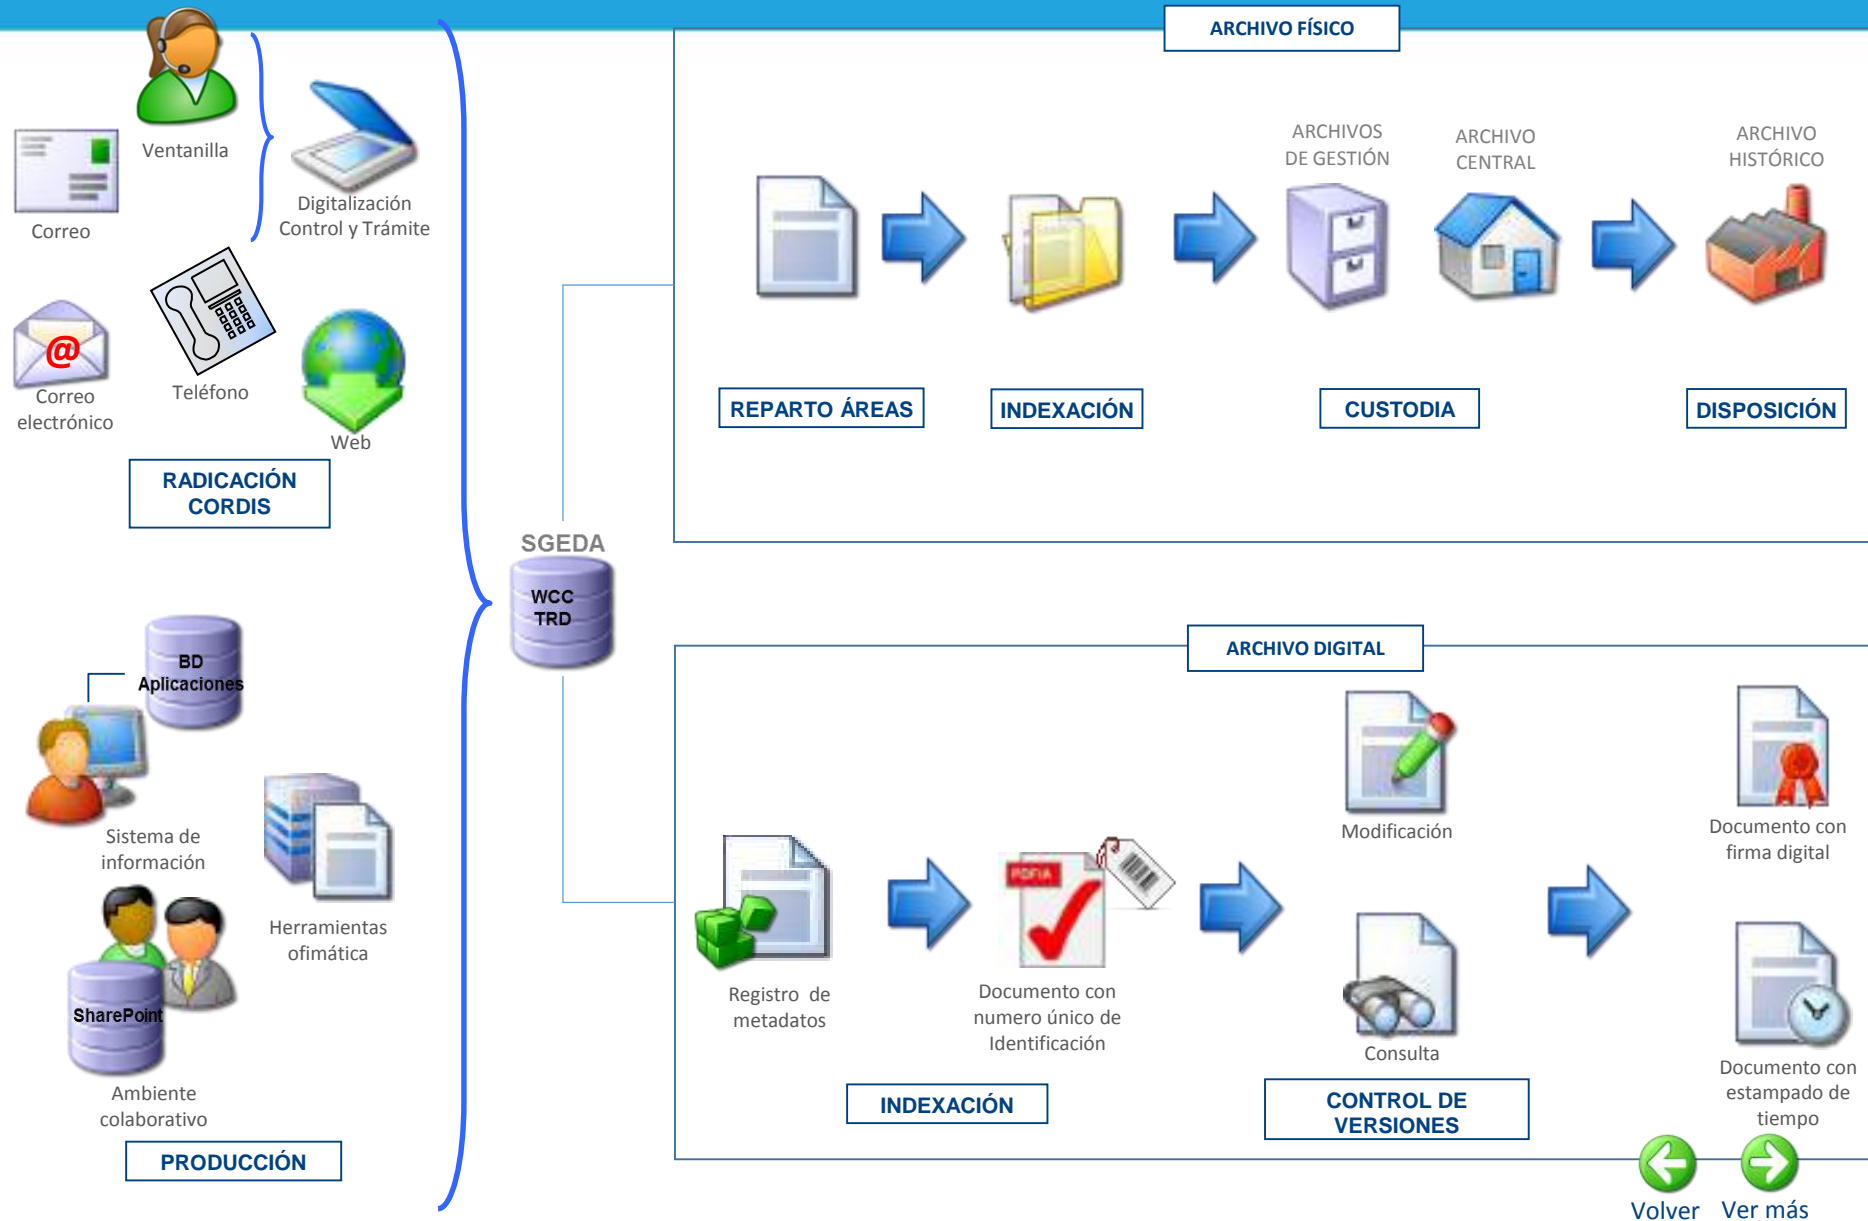 ARCHIVO FÍSICO
Ventanilla
Correo
Digitalización
Control y Trámite
@
Correo
electrónico
Teléfono
Web
RADICACIÓN
CORDIS
ARCHIVOS
DE GESTIÓN
ARCHIVO
CENTRAL
ARCHIVO
HISTÓRICO
REPARTO ÁREAS
INDEXACIÓN
CUSTODIA
DISPOSICIÓN
SGEDA
WCC
TRD
BD
Aplicaciones
Sistema de
información
Herramientas
ofimática
SharePoint
Ambiente
colaborativo
PRODUCCIÓN
ARCHIVO DIGITAL
Registro de
metadatos
PDF/A
Documento con
numero único de
Identificación
INDEXACIÓN
Modificación
Consulta
CONTROL DE
VERSIONES
Documento con
firma digital
Documento con
estampado de
tiempo
Volver
Ver más